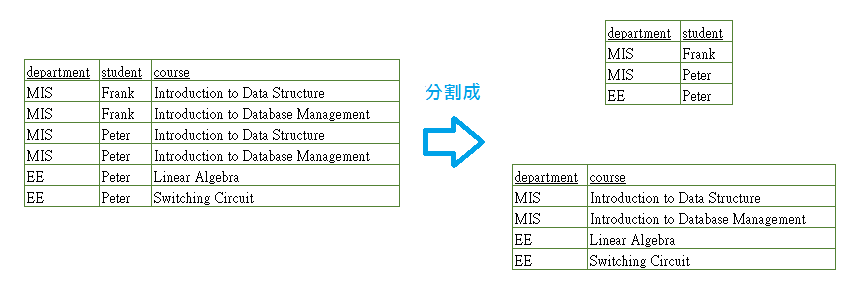 department student course
MIS Frank Introduction to Data Structure
MIS Frank Introduction to Database Management
MIS Peter Introduction to Data Structure
MIS Peter Introduction to Database Management
EE Peter Linear Algebra
EE Peter Switching Circuit
分割成
department student
MIS Frank
MIS Peter
EE Peter
department course
MIS Introduction to Data Structure
MIS Introduction to Database Management
EE Linear Algebra
EE Switching Circuit